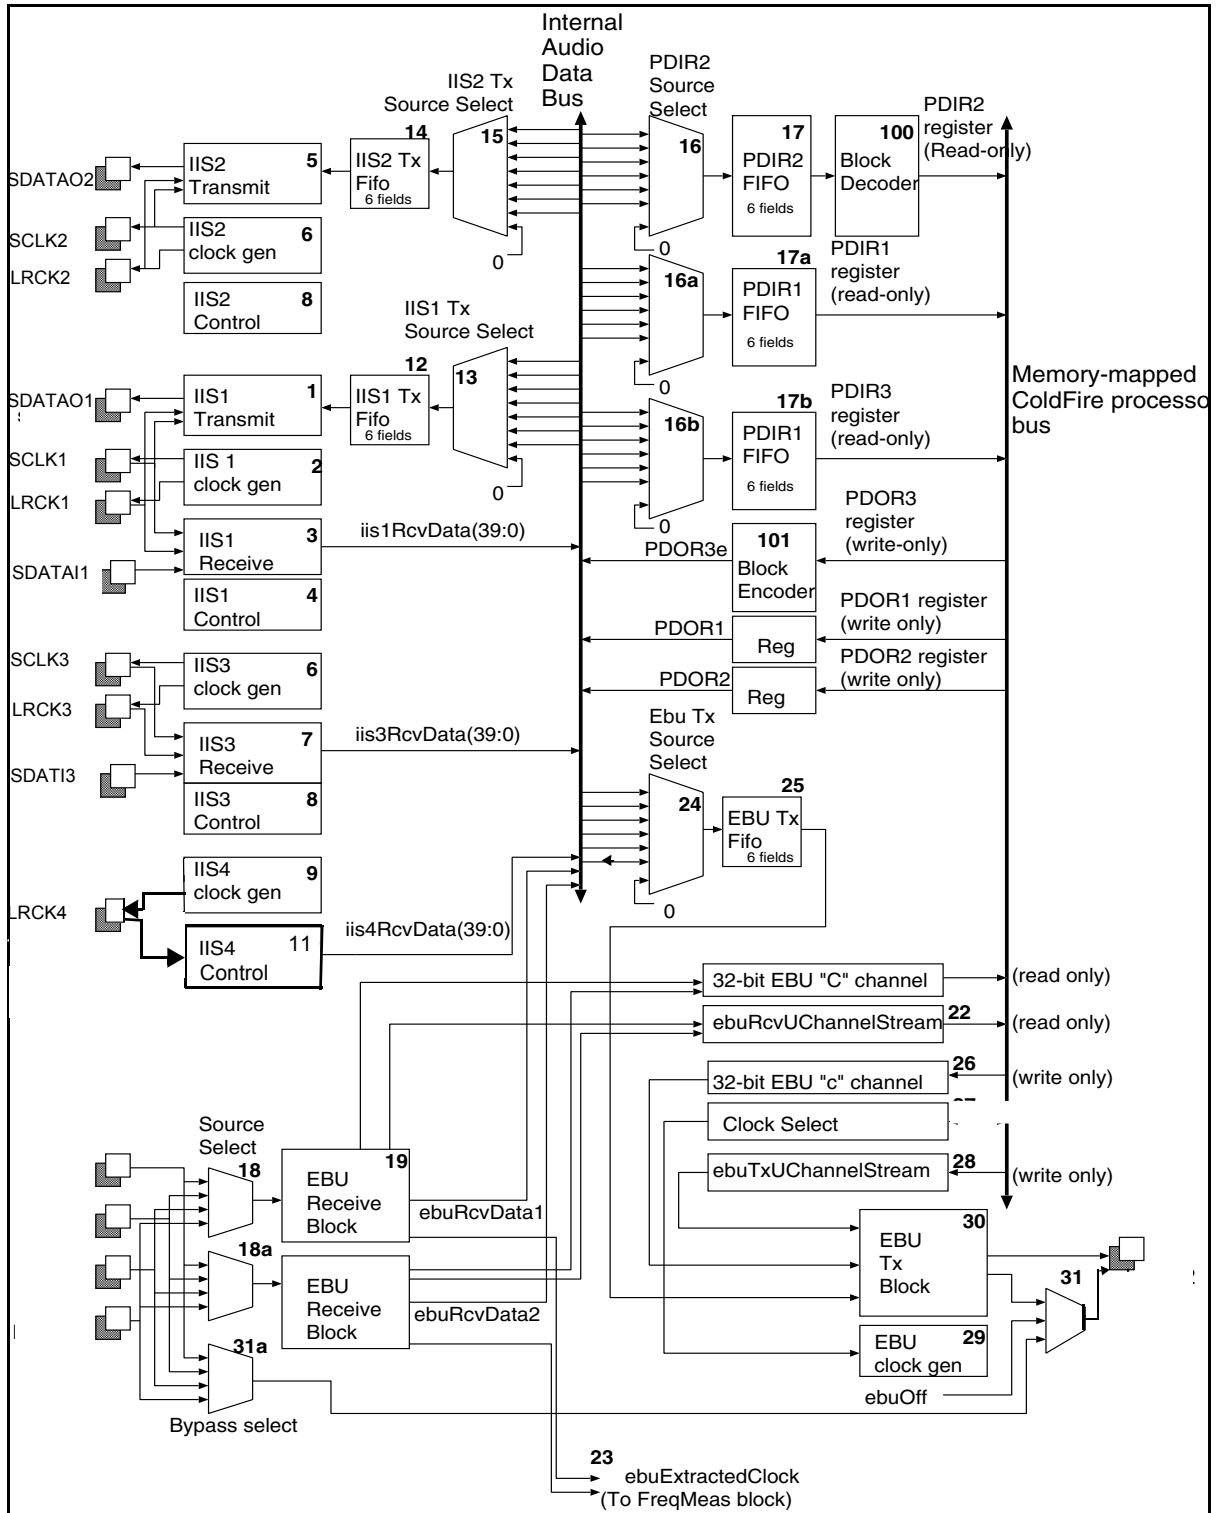 Internal
Audio
Data
Bus
PDIR2
Source
Select
IIS2 Tx
Source Select
PDIR2
register
(Read-only)
14
15
16
17
100
5
IIS2
Transmit
IIS2 Tx
Fifo
6 fields
PDIR2
FIFO
6 fields
Block
Decoder
SDATAO2
SCLK2
LRCK2
IIS2
clock gen
6
0
0
IIS2
Control
8
16a
17a
PDIR1
FIFO
6 fields
PDIR1
register
(read-only)
IIS1 Tx
Source Select
12
13
0
Memory-mapped
ColdFire processo
bus
SDATAO1
IIS1
Transmit
1
IIS1 Tx
Fifo
6 fields
16b
17b
PDIR1
FIFO
6 fields
PDIR3
register
(read-only)
SCLK1
LRCK1
IIS 1
clock gen
2
0
0
PDOR3
register
(write-only)
SDATAI1
IIS1
Receive
3
iis1RcvData(39:0)
PDOR3e
101
Block
Encoder
IIS1
Control
4
PDOR1
Reg
PDOR1 register
(write only)
SCLK3
LRCK3
IIS3
clock gen
6
PDOR2
Reg
PDOR2 register
(write only)
SDATI3
IIS3
Receive
7
iis3RcvData(39:0)
Ebu Tx
Source
Select
IIS3
Control
8
24
25
EBU Tx
Fifo
6 fields
0
LRCK4
IIS4
clock gen
9
IIS4
Control
11
iis4RcvData(39:0)
32-bit EBU "C" channel
(read only)
ebuRcvUChannelStream
22
(read only)
32-bit EBU "c" channel
26
(write only)
Clock Select
ebuTxUChannelStream
28
(write only)
Source
Select
18
19
EBU
Receive
Block
ebuRcvData1
18a
EBU
Receive
Block
ebuRcvData2
30
EBU
Tx
Block
31
31a
Bypass select
29
EBU
clock gen
ebuOff
23
ebuExtractedClock
(To FreqMeas block)